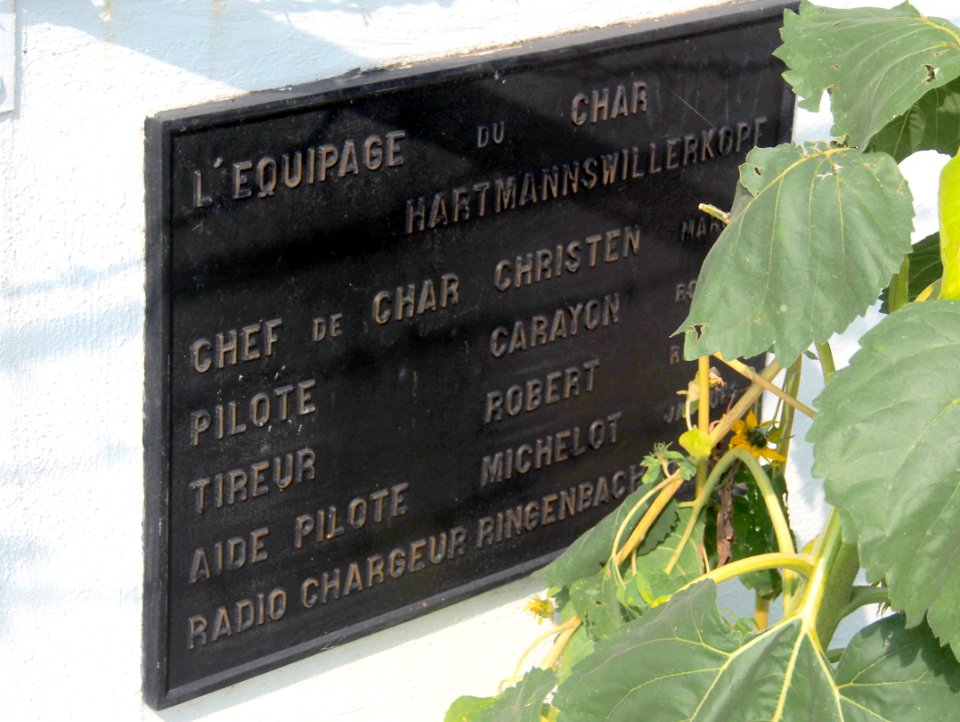 L'EQUIPAGE DU CHAR
HARTMANNSWILLERKOPF
CHEF DE CHAR CHRISTEN
PILOTE CARAYON
TIREUR ROBERT
AIDE PILOTE MICHELOT
RADIO CHARGEUR RINGENBACH